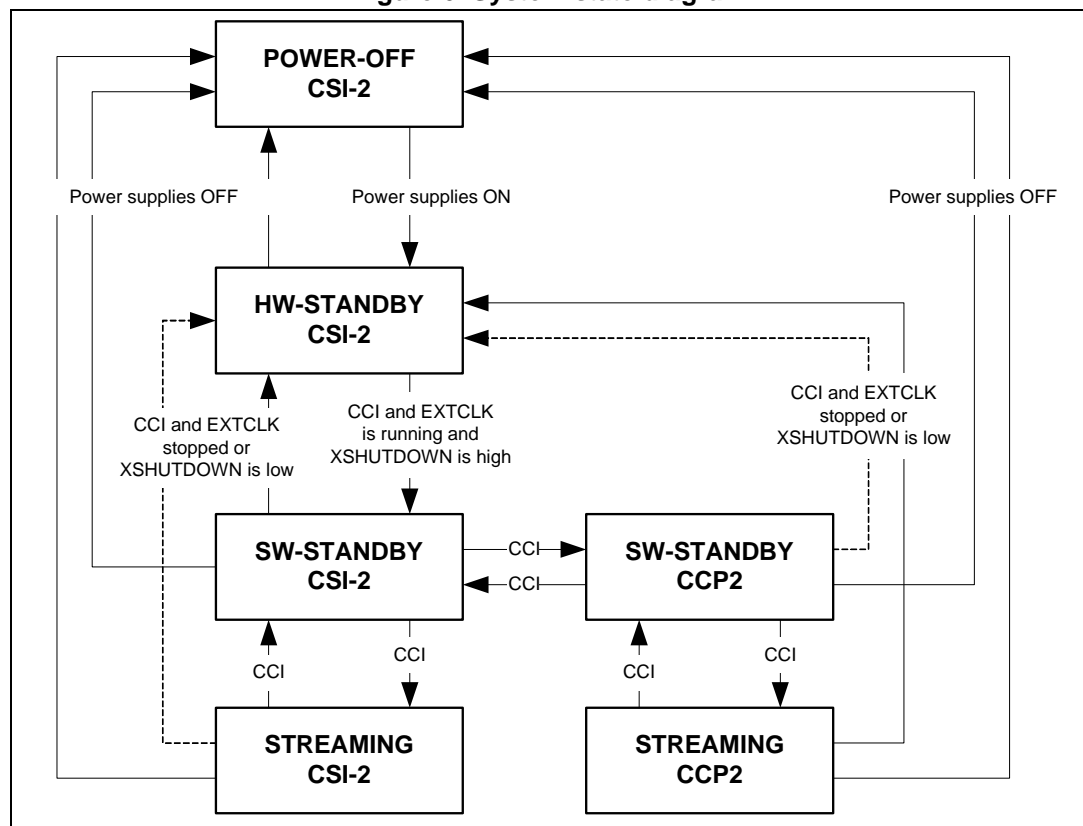 POWER-OFF
CSI-2
Power supplies OFF
Power supplies ON
Power supplies OFF
HW-STANDBY
CSI-2
CCI and EXTCLK
stopped or
XSHUTDOWN is low
CCI and EXTCLK
is running and
XSHUTDOWN is high
CCI and EXTCLK
stopped or
XSHUTDOWN is low
SW-STANDBY
CSI-2
CCI
CCI
SW-STANDBY
CCP2
CCI
CCI
CCI
CCI
STREAMING
CSI-2
STREAMING
CCP2